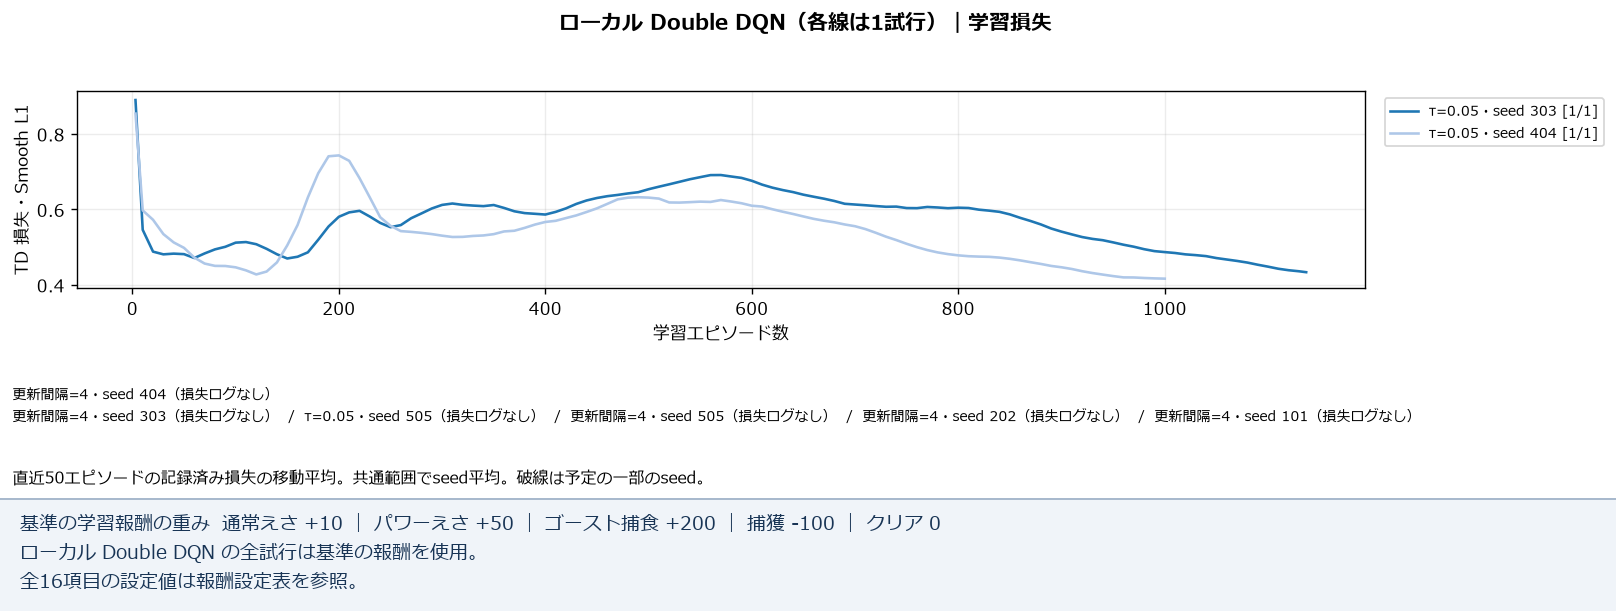 ローカル Double DQN（各線は1試行）｜学習損失
TD 損失・Smooth L1
0.8
0.6
0.4
0
200
400
600
800
1000
学習エピソード数
τ=0.05・seed 303 [1/1]
τ=0.05・seed 404 [1/1]
更新間隔=4・seed 404（損失ログなし）
更新間隔=4・seed 303（損失ログなし） / τ=0.05・seed 505（損失ログなし） / 更新間隔=4・seed 505（損失ログなし） / 更新間隔=4・seed 202（損失ログなし） / 更新間隔=4・seed 101（損失ログなし）
直近50エピソードの記録済み損失の移動平均。共通範囲でseed平均。破線は予定の一部のseed。
基準の学習報酬の重み 通常えさ +10 ｜ パワーえさ +50 ｜ ゴースト捕食 +200 ｜ 捕獲 -100 ｜ クリア 0
ローカル Double DQN の全試行は基準の報酬を使用。
全16項目の設定値は報酬設定表を参照。